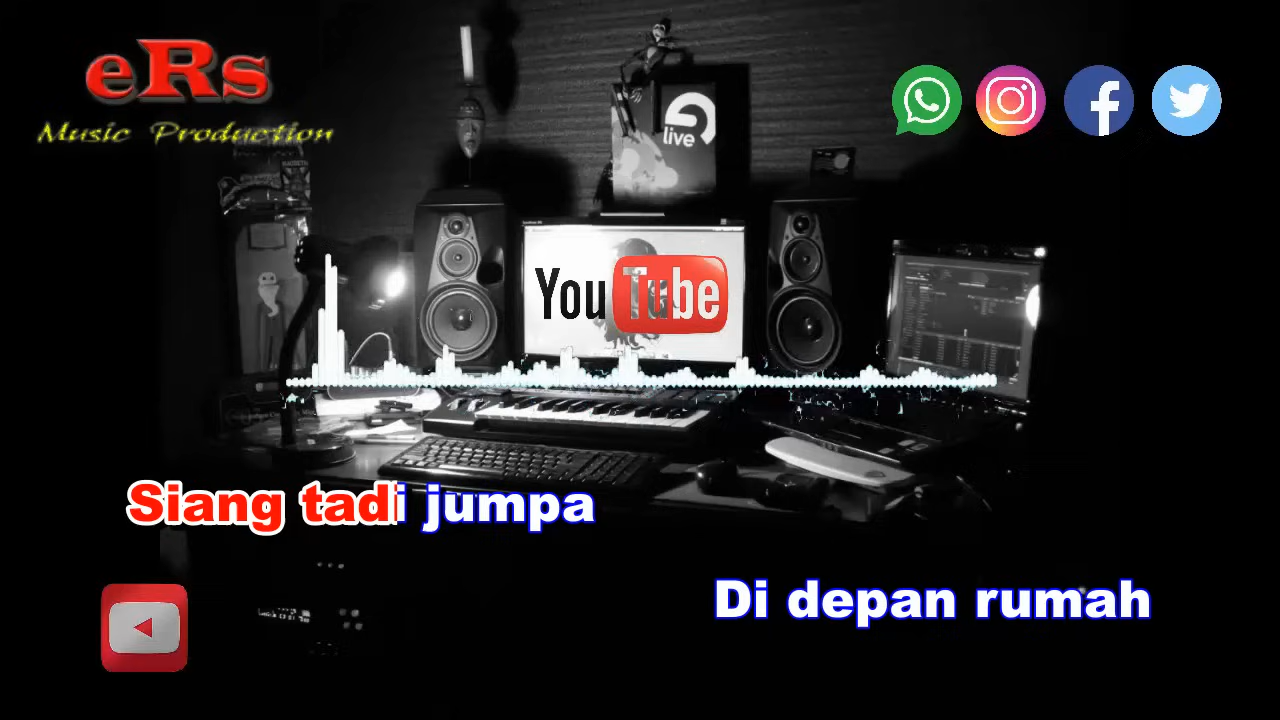 eRs
Music Production
live
YouTube
Siang tadi jumpa
Di depan rumah